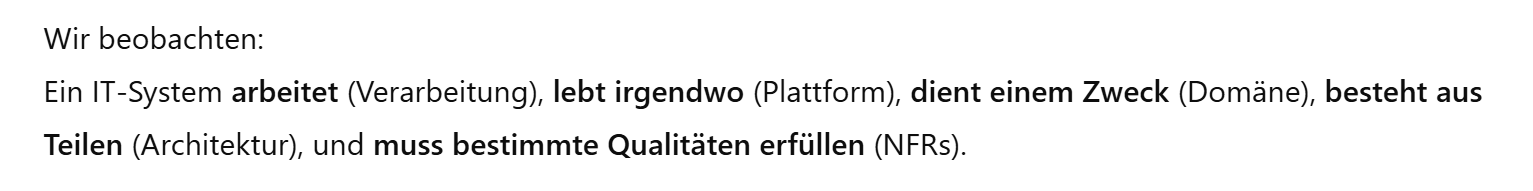 Wir beobachten:
Ein IT-System arbeitet (Verarbeitung), lebt irgendwo (Plattform), dient einem Zweck (Domäne), besteht aus
Teilen (Architektur), und muss bestimmte Qualitäten erfüllen (NFRs).